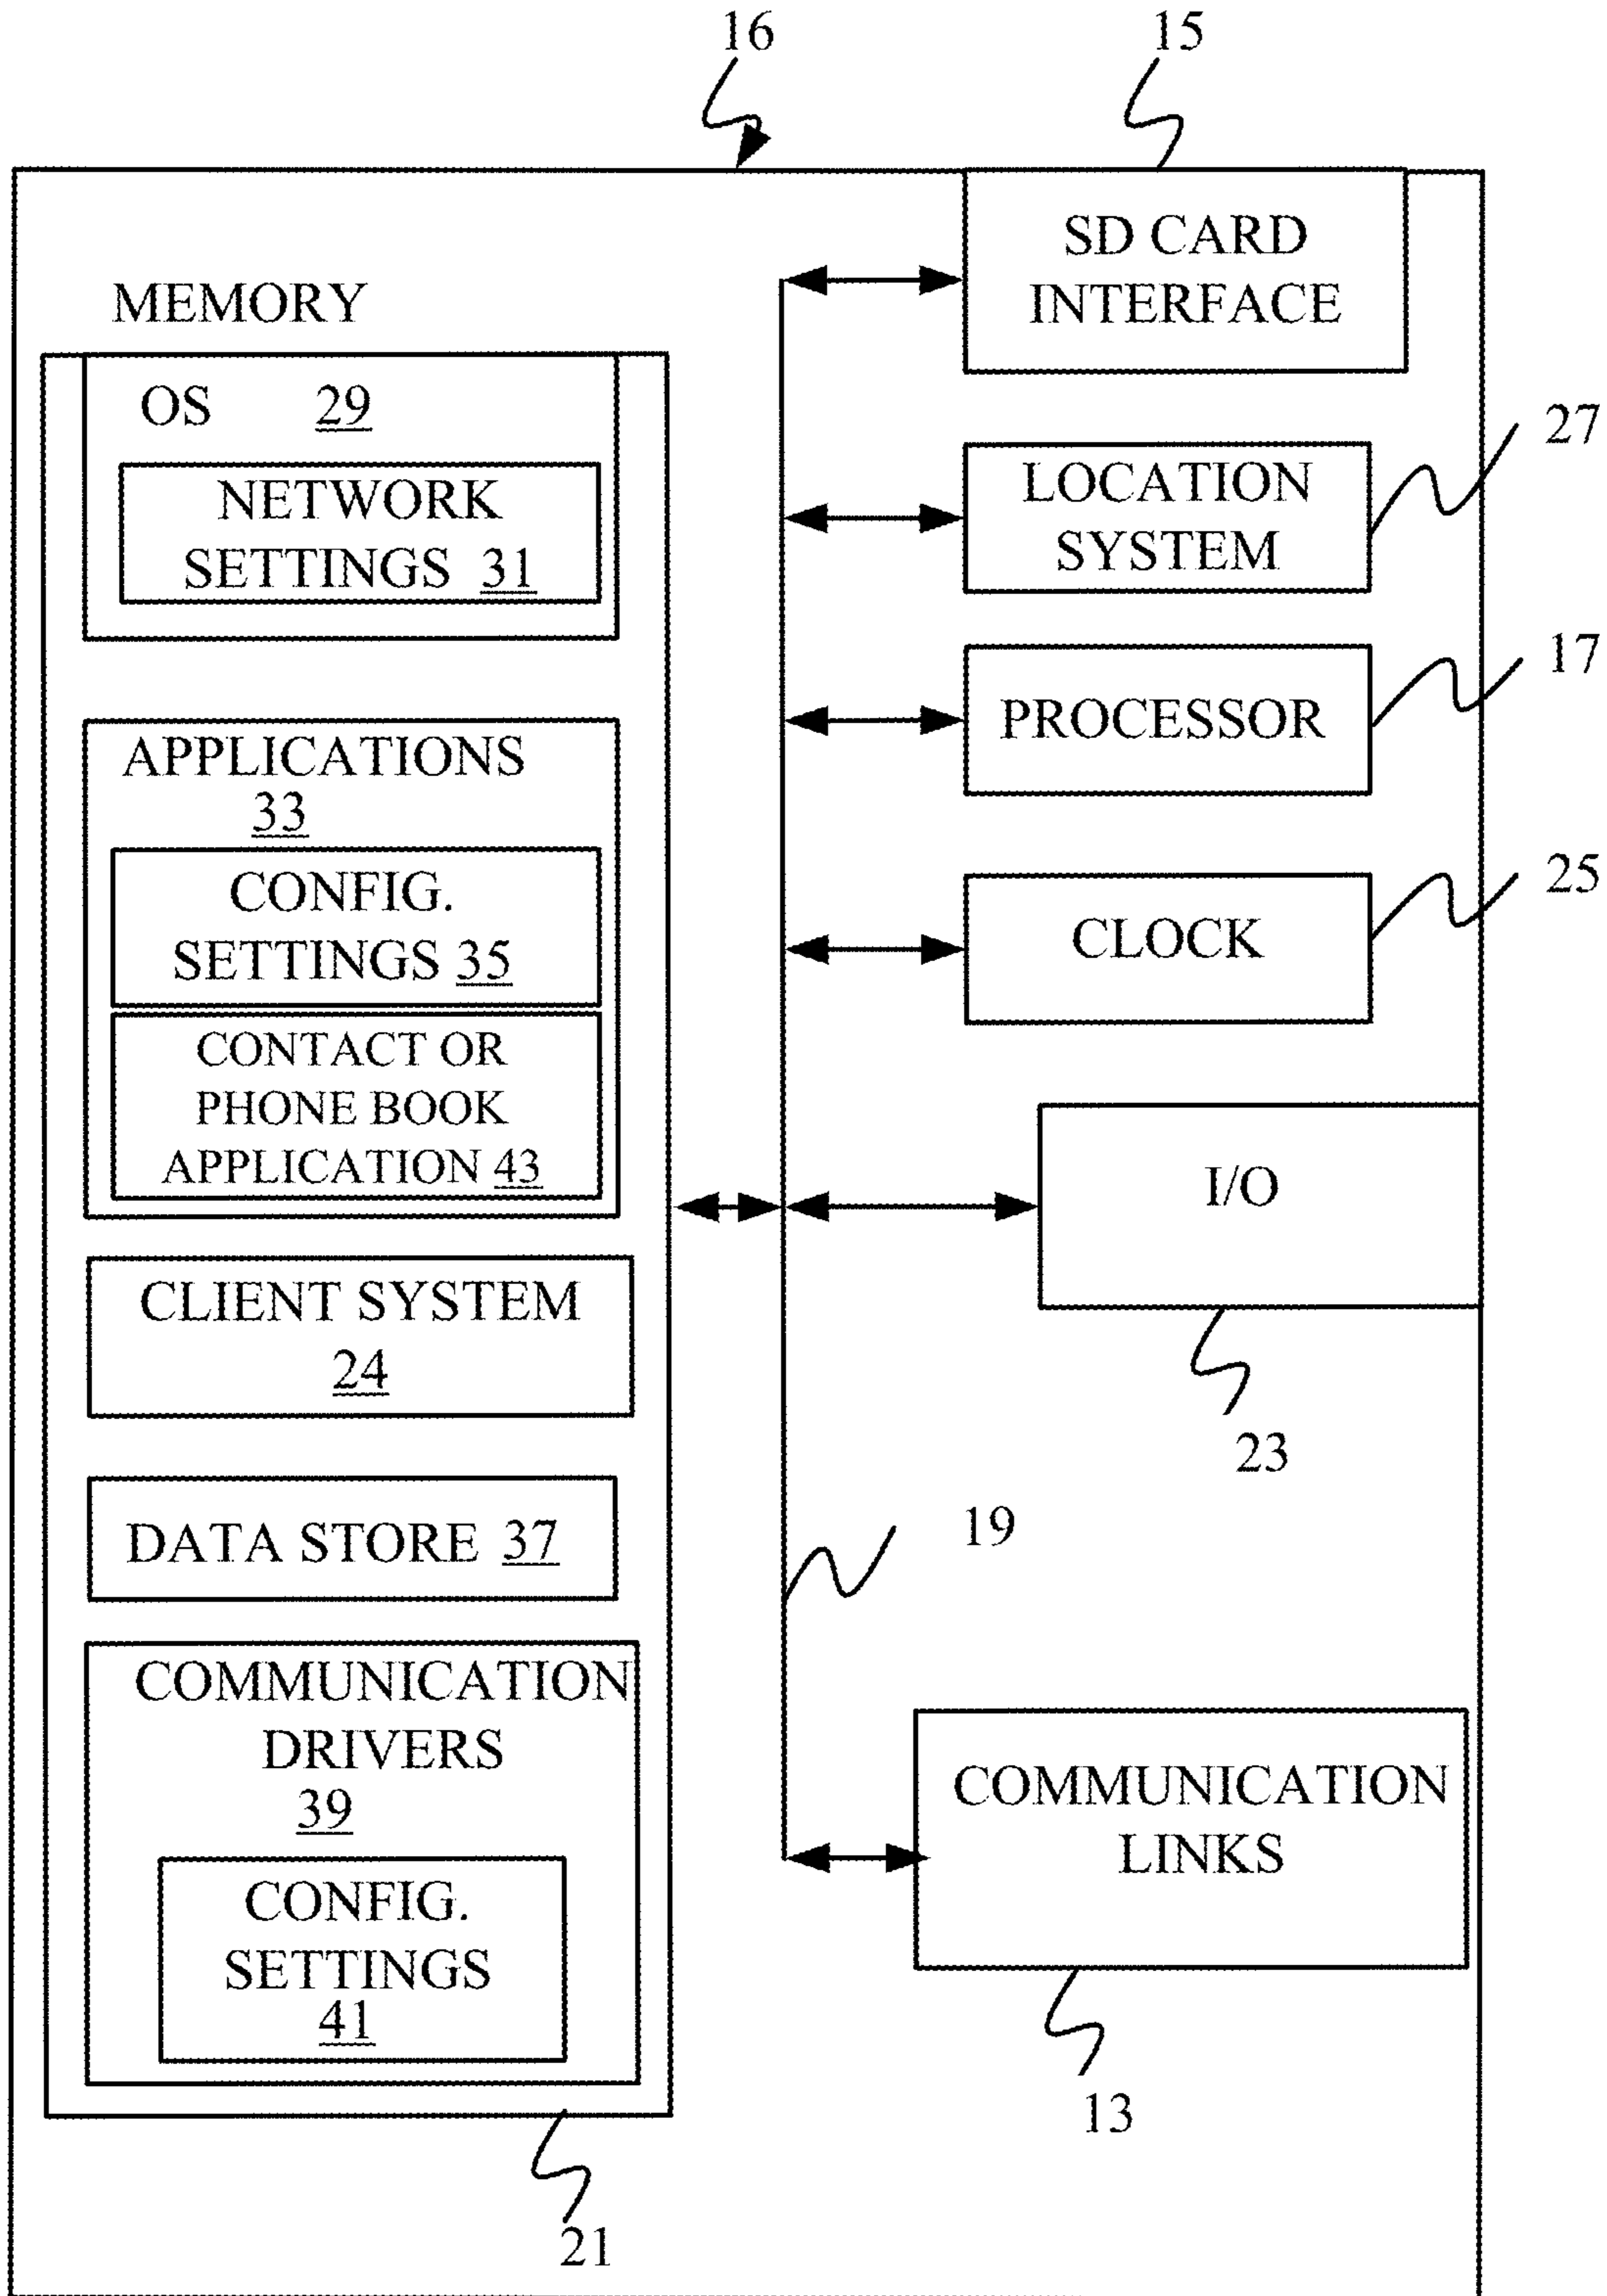 16
15
SD CARD
INTERFACE
MEMORY
OS 29
NETWORK
SETTINGS 31
27
LOCATION
SYSTEM
17
PROCESSOR
APPLICATIONS
33
CONFIG.
SETTINGS 35
25
CLOCK
CONTACT OR
PHONE BOOK
APPLICATION 43
I/O
23
CLIENT SYSTEM
24
DATA STORE 37
19
COMMUNICATION
DRIVERS
39
CONFIG.
SETTINGS
41
COMMUNICATION
LINKS
13
21